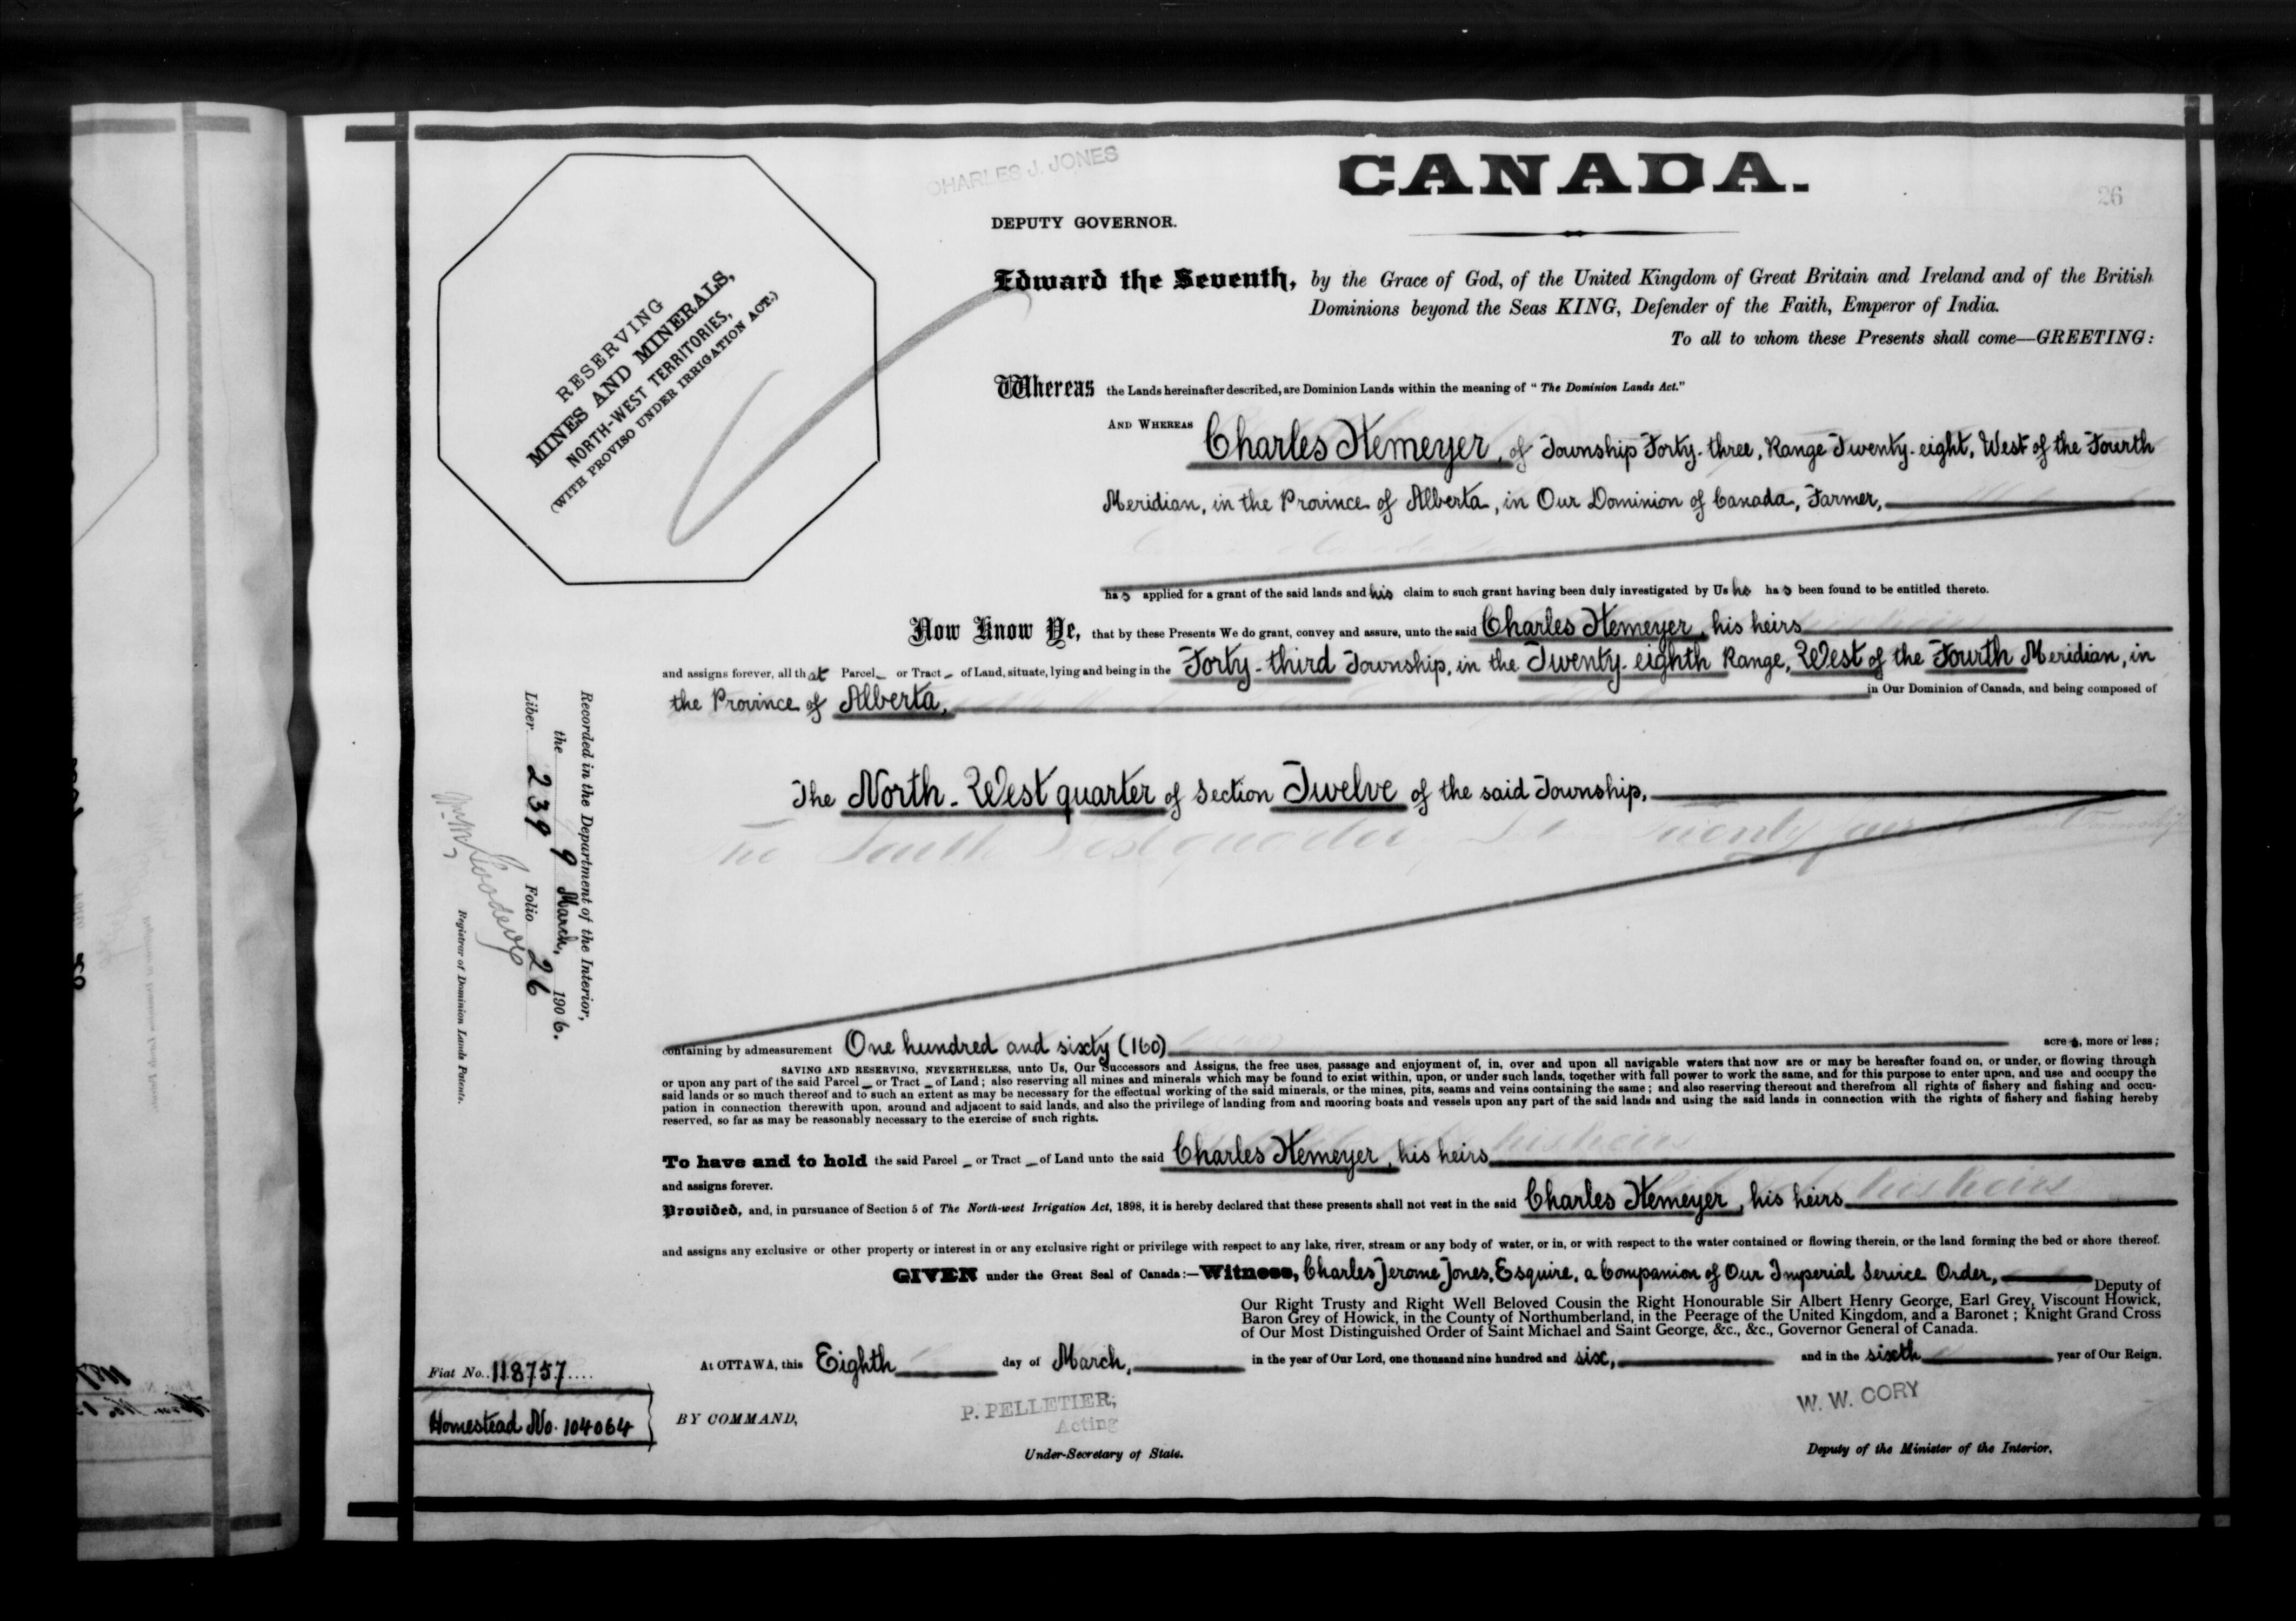 CHARLES J. JONES
CANADA.
26
DEPUTY GOVERNOR.
RESERVING
MINES AND MINERALS,
NORTH-WEST TERRITORIES,
(WITH PROVISO UNDER IRRIGATION ACT.)
Edward the Seventh, by the Grace of God, of the United Kingdom of Great Britain and Ireland and of the British
Dominions beyond the Seas KING, Defender of the Faith, Emperor of India.
To all to whom these Presents shall come—GREETING:
Whereas the Lands hereinafter described, are Dominion Lands within the meaning of "The Dominion Lands Act."
AND WHEREAS Charles Hemeyer, of Township Forty-three, Range Twenty-eight, West of the Fourth
Meridian, in the Province of Alberta, in Our Dominion of Canada, Farmer,
has applied for a grant of the said lands and his claim to such grant having been duly investigated by Us he has been found to be entitled thereto.
Now Know Ye, that by these Presents We do grant, convey and assure, unto the said Charles Hemeyer, his heirs
and assigns forever, all that Parcel or Tract of Land, situate, lying and being in the Forty-third Township, in the Twenty-eighth Range, West of the Fourth Meridian, in
the Province of Alberta, in Our Dominion of Canada, and being composed of
The North-West quarter of Section Twelve of the said Township,
containing by admeasurement One hundred and sixty (160) acres, more or less;
SAVING AND RESERVING, NEVERTHELESS, unto Us, Our Successors and Assigns, the free uses, passage and enjoyment of, in, over and upon all navigable waters that now are or may be hereafter found on, or under, or flowing through
or upon any part of the said Parcel or Tract of Land; also reserving all mines and minerals which may be found to exist within, upon, or under such lands, together with full power to work the same, and for this purpose to enter upon, and use and occupy the
said lands or so much thereof and to such an extent as may be necessary for the effectual working of the said minerals, or the mines, pits, seams and veins containing the same; and also reserving thereout and therefrom all rights of fishery and fishing and occu-
pation in connection therewith upon, around and adjacent to said lands, and also the privilege of landing from and mooring boats and vessels upon any part of the said lands and using the said lands in connection with the rights of fishery and fishing hereby
reserved, so far as may be reasonably necessary to the exercise of such rights.
To have and to hold the said Parcel or Tract of Land unto the said Charles Hemeyer, his heirs
and assigns forever.
Provided, and, in pursuance of Section 5 of The North-west Irrigation Act, 1898, it is hereby declared that these presents shall not vest in the said Charles Hemeyer, his heirs
and assigns any exclusive or other property or interest in or any exclusive right or privilege with respect to any lake, river, stream or any body of water, or in, or with respect to the water contained or flowing therein, or the land forming the bed or shore thereof.
GIVEN under the Great Seal of Canada:—Witness, Charles Jerome Jones, Esquire, a Companion of Our Imperial Service Order, Deputy of
Our Right Trusty and Right Well Beloved Cousin the Right Honourable Sir Albert Henry George, Earl Grey, Viscount Howick,
Baron Grey of Howick, in the County of Northumberland, in the Peerage of the United Kingdom, and a Baronet; Knight Grand Cross
of Our Most Distinguished Order of Saint Michael and Saint George, &c., &c., Governor General of Canada.
At OTTAWA, this Eighth day of March, in the year of Our Lord, one thousand nine hundred and six, and in the sixth year of Our Reign.
BY COMMAND,
P. PELLETIER,
Acting
Under-Secretary of State.
W. W. CORY
Deputy of the Minister of the Interior.
Fiat No. 118757
Homestead No. 104064
Recorded in the Department of the Interior,
the 9 March, 1906.
Liber 239 Folio 26
Registrar of Dominion Lands Patents.